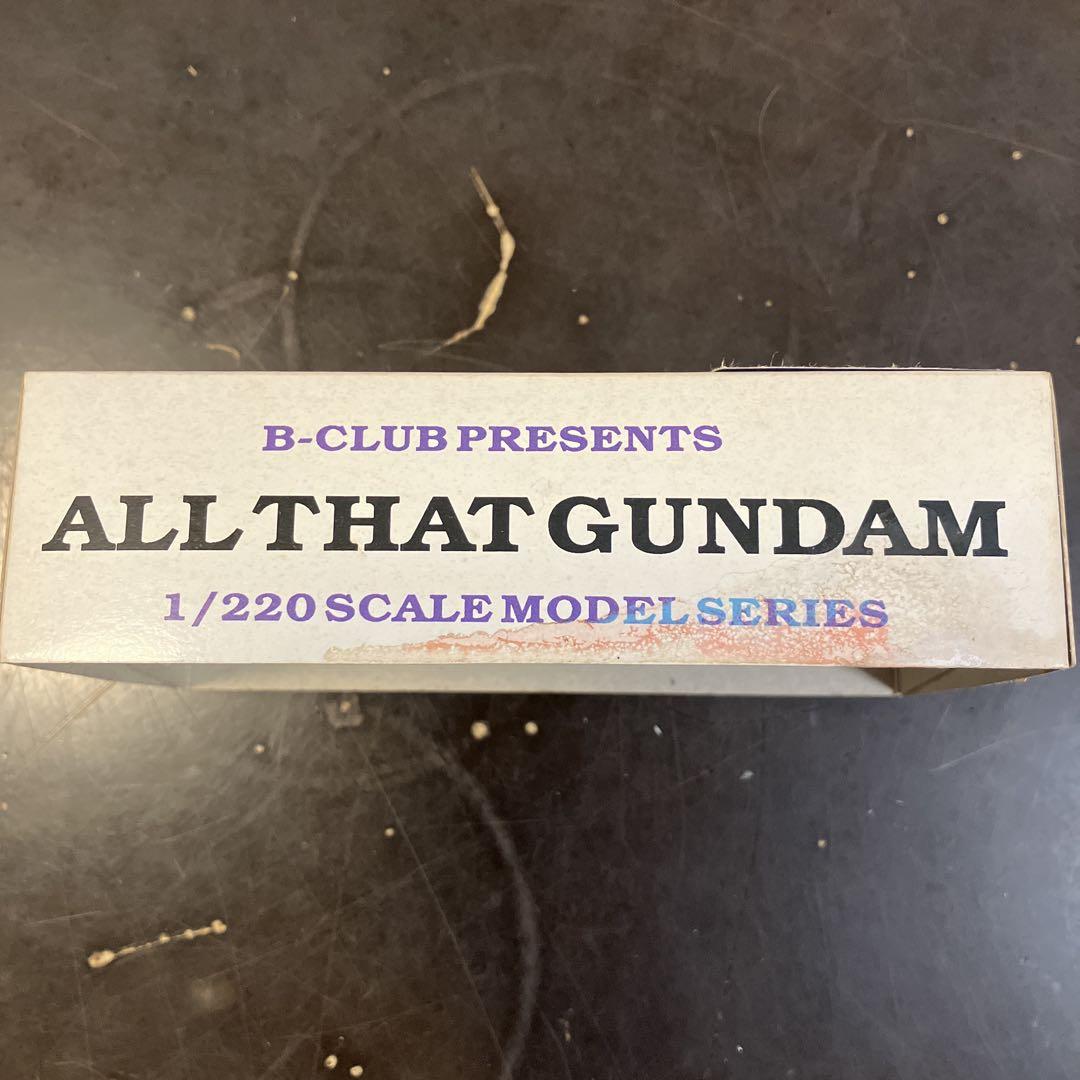 B-CLUB PRESENTS
ALL THAT GUNDAM
1/220 SCALE MODEL SERIES